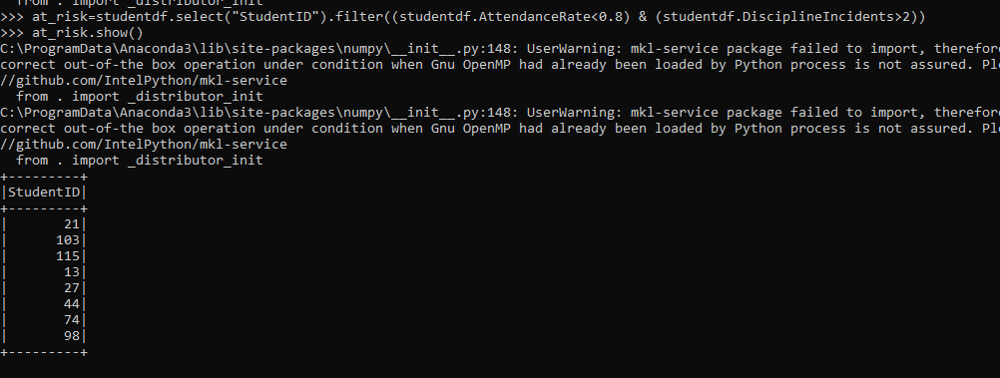 from . import _distributor_init
>>> at_risk=studentdf.select("StudentID").filter((studentdf.AttendanceRate<0.8) & (studentdf.DisciplineIncidents>2))
>>> at_risk.show()
C:\ProgramData\Anaconda3\lib\site-packages\numpy\__init__.py:148: UserWarning: mkl-service package failed to import, therefore
correct out-of-the box operation under condition when Gnu OpenMP had already been loaded by Python process is not assured. Ple
//github.com/IntelPython/mkl-service
  from . import _distributor_init
C:\ProgramData\Anaconda3\lib\site-packages\numpy\__init__.py:148: UserWarning: mkl-service package failed to import, therefore
correct out-of-the box operation under condition when Gnu OpenMP had already been loaded by Python process is not assured. Ple
//github.com/IntelPython/mkl-service
  from . import _distributor_init
+---------+
|StudentID|
+---------+
|       21|
|      103|
|      115|
|       13|
|       27|
|       44|
|       74|
|       98|
+---------+